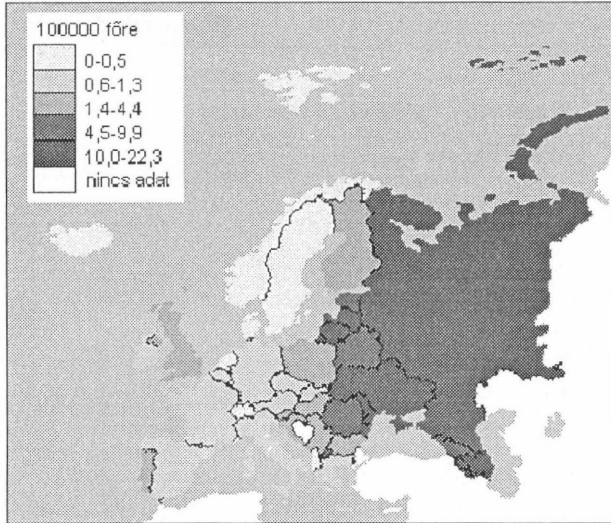 100000 főre
0-0,5
0,6-1,3
1,4-4,4
4,5-9,9
10,0-22,3
nincs adat